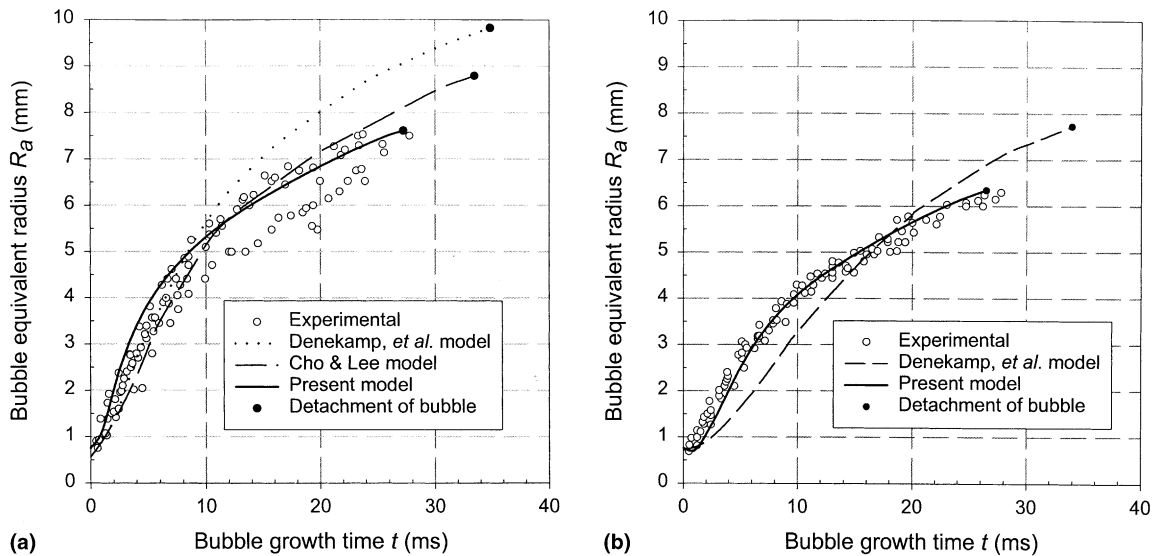 Bubble equivalent radius Ra (mm)
10
9
8
7
6
5
4
3
2
1
0
Experimental
Denekamp, et al. model
Cho & Lee model
Present model
Detachment of bubble
0 10 20 30 40
(a) Bubble growth time t (ms)
Bubble equivalent radius Ra (mm)
10
9
8
7
6
5
4
3
2
1
0
Experimental
Denekamp, et al. model
Present model
Detachment of bubble
0 10 20 30 40
(b) Bubble growth time t (ms)